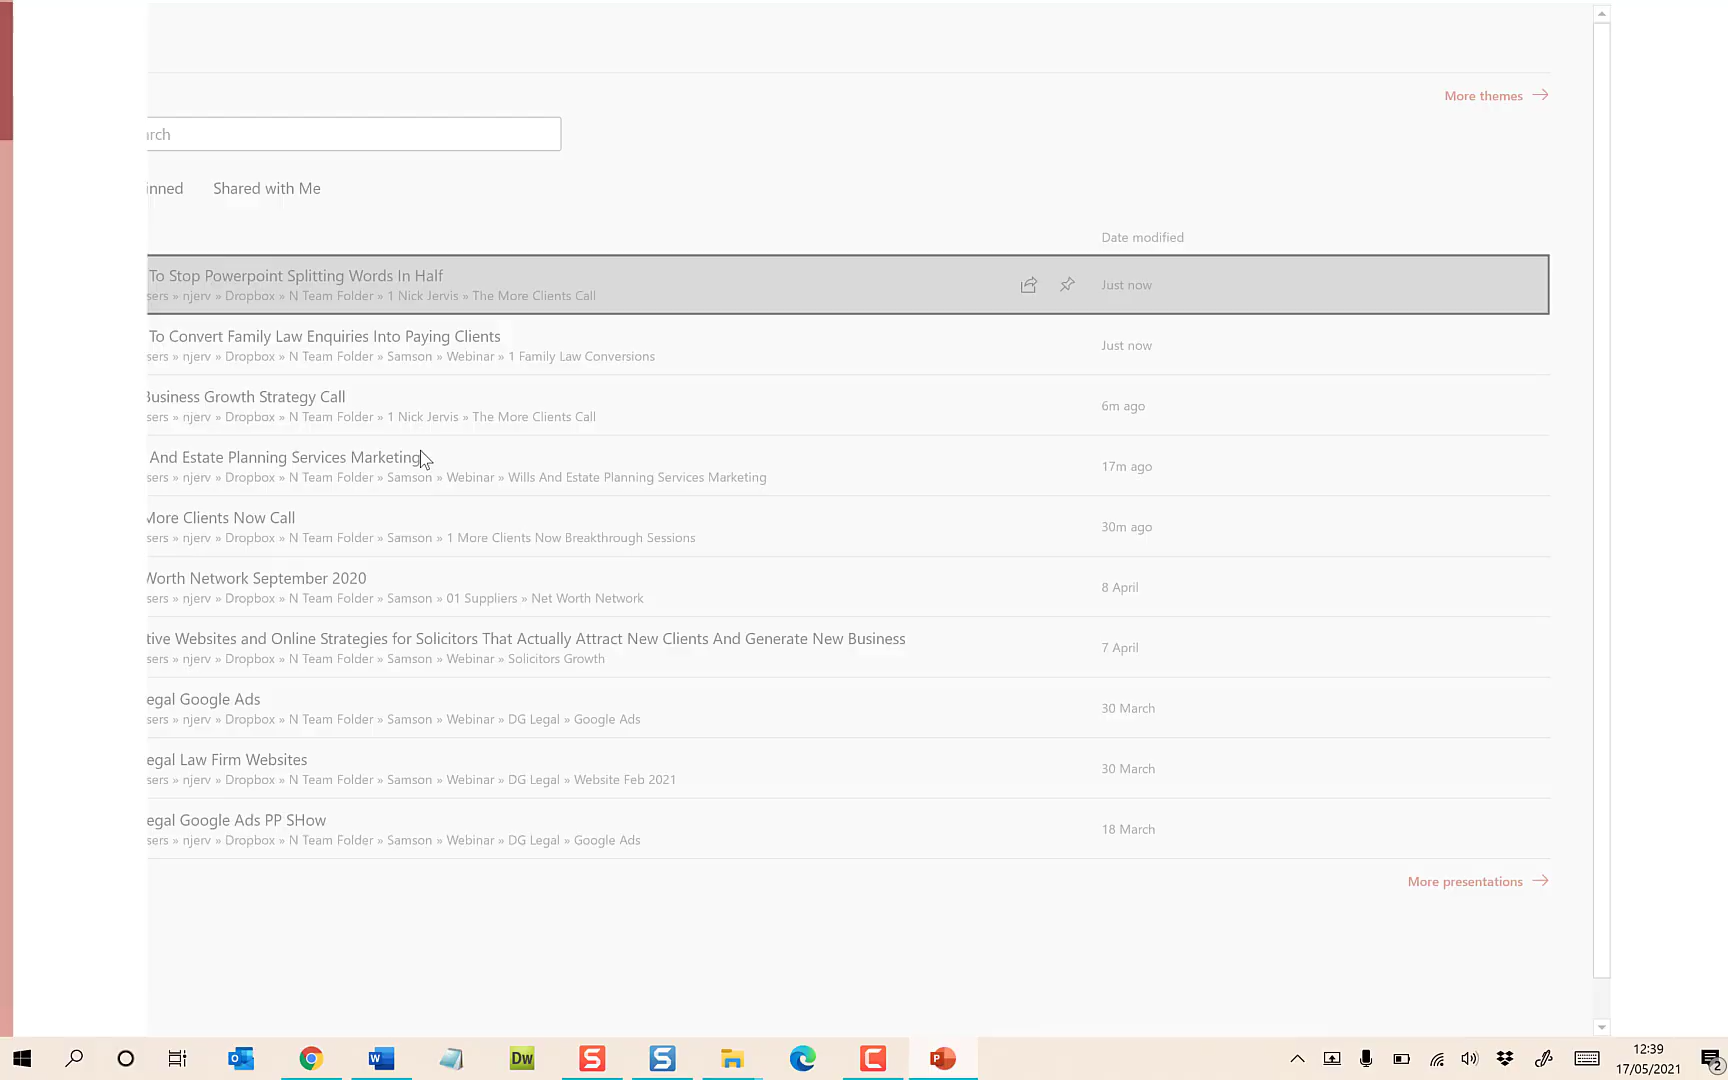 More themes
arch
inned Shared with Me
Date modified
To Stop Powerpoint Splitting Words In Half
sers » njerv » Dropbox » N Team Folder » 1 Nick Jervis » The More Clients Call
Just now
To Convert Family Law Enquiries Into Paying Clients
sers » njerv » Dropbox » N Team Folder » Samson » Webinar » 1 Family Law Conversions
Just now
Business Growth Strategy Call
sers » njerv » Dropbox » N Team Folder » 1 Nick Jervis » The More Clients Call
6m ago
And Estate Planning Services Marketing
sers » njerv » Dropbox » N Team Folder » Samson » Webinar » Wills And Estate Planning Services Marketing
17m ago
More Clients Now Call
sers » njerv » Dropbox » N Team Folder » Samson » 1 More Clients Now Breakthrough Sessions
30m ago
Worth Network September 2020
sers » njerv » Dropbox » N Team Folder » Samson » 01 Suppliers » Net Worth Network
8 April
tive Websites and Online Strategies for Solicitors That Actually Attract New Clients And Generate New Business
sers » njerv » Dropbox » N Team Folder » Samson » Webinar » Solicitors Growth
7 April
egal Google Ads
sers » njerv » Dropbox » N Team Folder » Samson » Webinar » DG Legal » Google Ads
30 March
egal Law Firm Websites
sers » njerv » Dropbox » N Team Folder » Samson » Webinar » DG Legal » Website Feb 2021
30 March
egal Google Ads PP SHow
sers » njerv » Dropbox » N Team Folder » Samson » Webinar » DG Legal » Google Ads
18 March
More presentations
Dw
12:39
17/05/2021
2